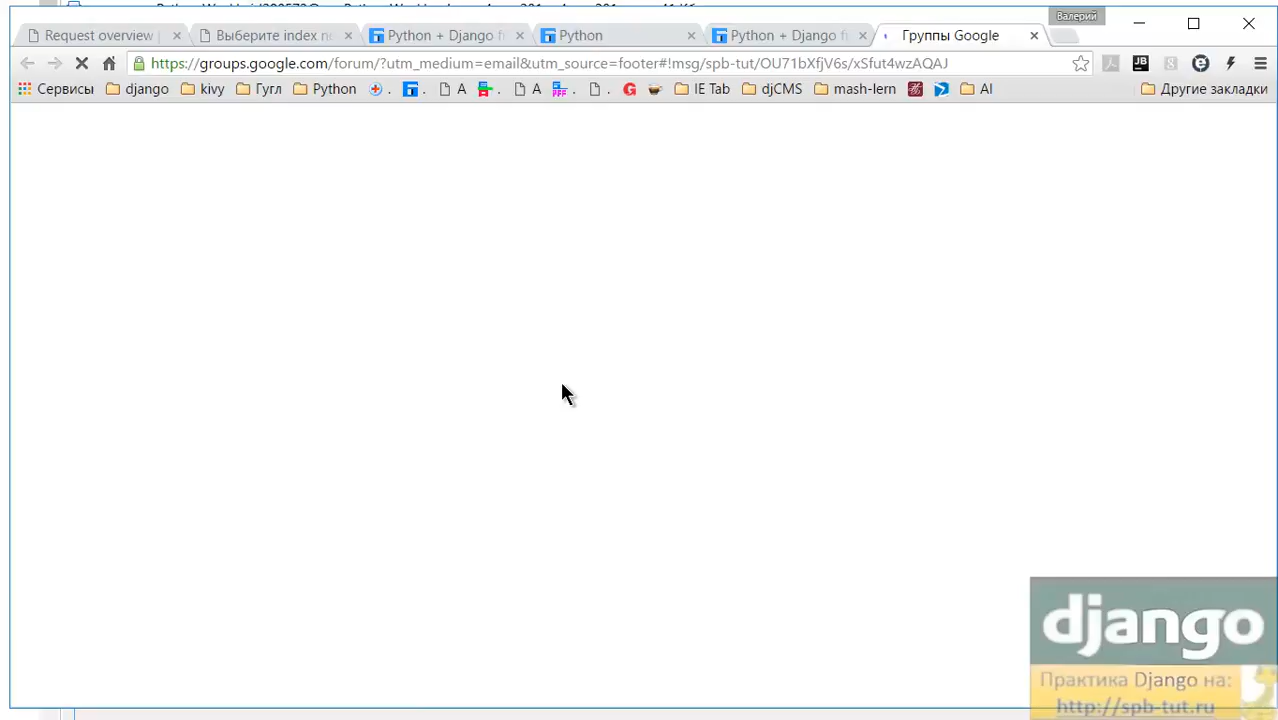 Валерий
Request overview
Выберите index
Python + Django f
Python
Python + Django f
Группы Google
https://groups.google.com/forum/?utm_medium=email&utm_source=footer#!msg/spb-tut/OU71bXfjV6s/xSfut4wzAQAJ
Сервисы django kivy Гугл Python . . A . A . . G IE Tab djCMS mash-lern AI Другие закладки
django
Практика Django на:
http://spb-tut.ru